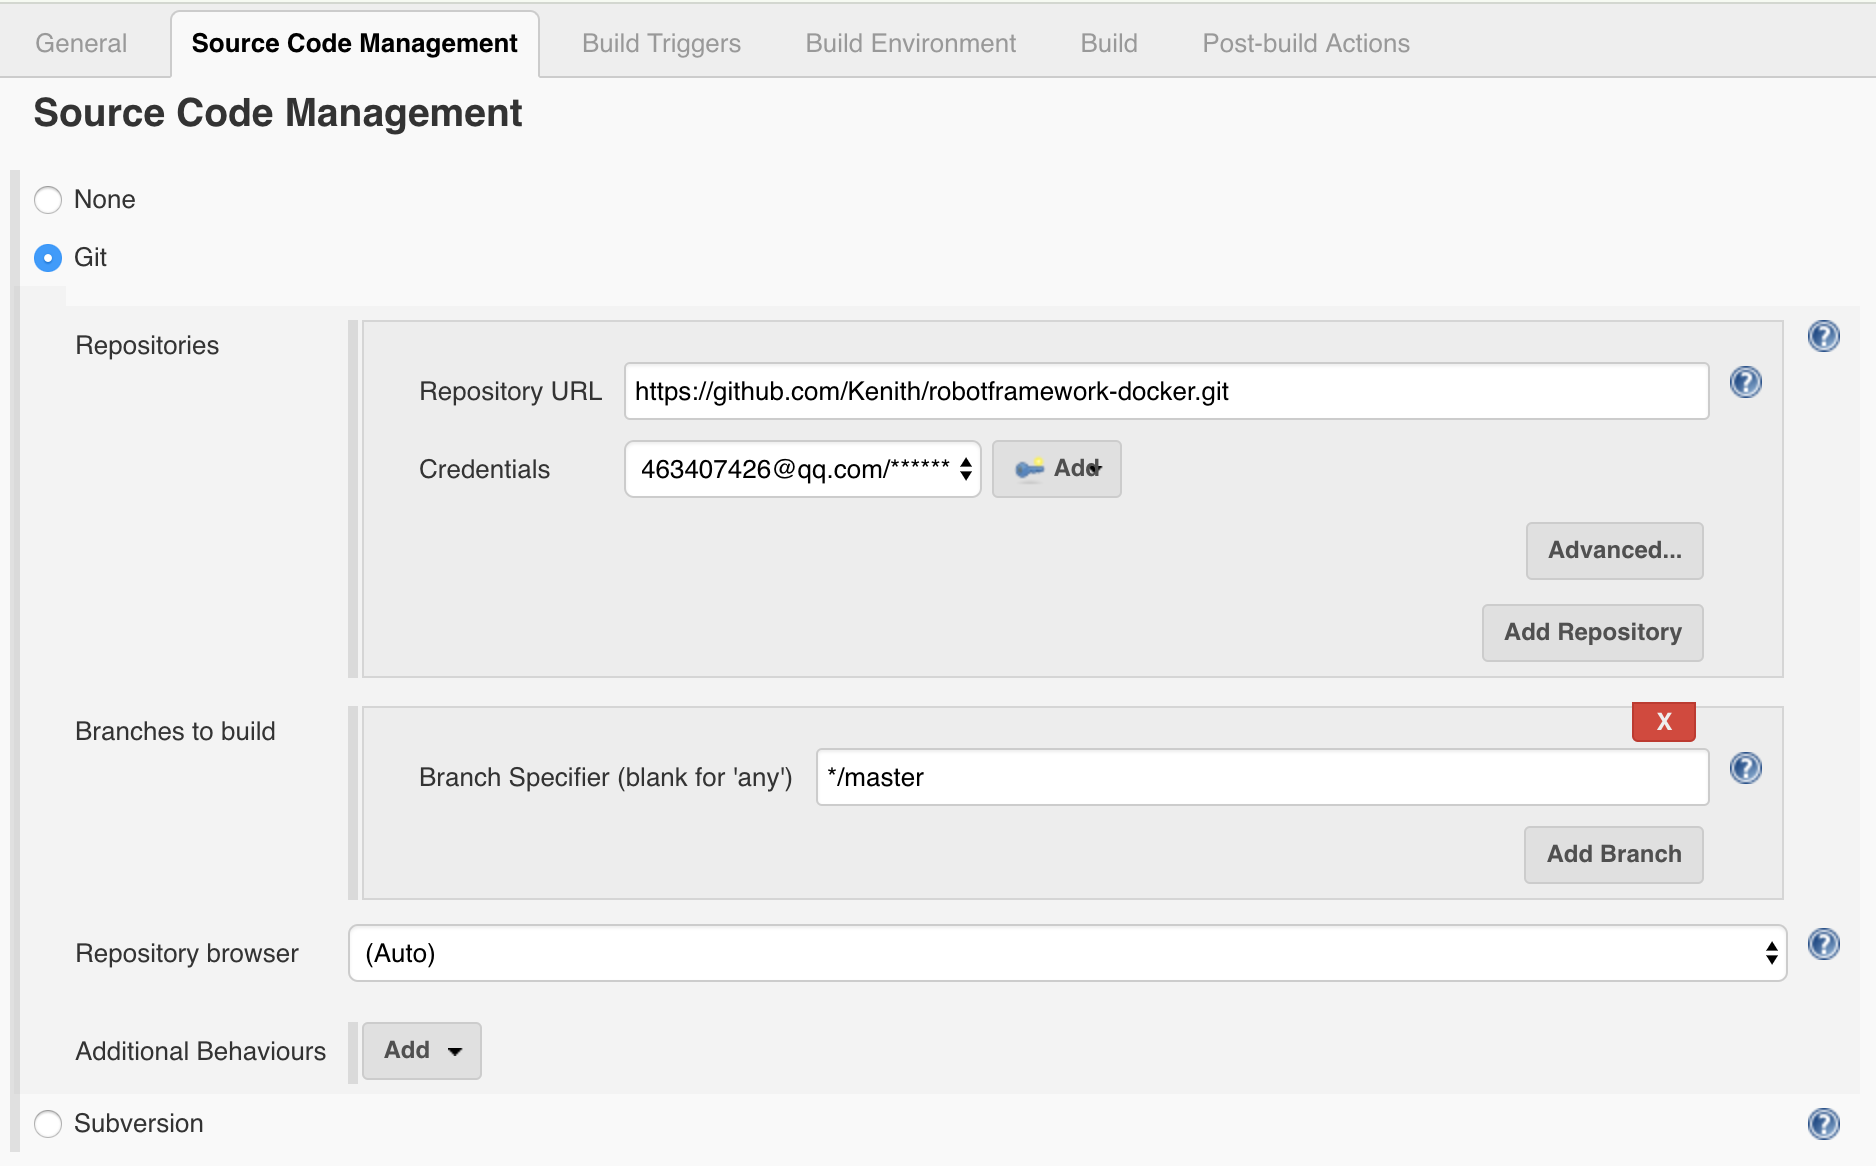 General Source Code Management Build Triggers Build Environment Build Post-build Actions
Source Code Management
None
Git
Repositories
Repository URL https://github.com/Kenith/robotframework-docker.git
Credentials 463407426@qq.com/****** Add
Advanced...
Add Repository
Branches to build
X
Branch Specifier (blank for 'any') */master
Add Branch
Repository browser (Auto)
Additional Behaviours Add
Subversion